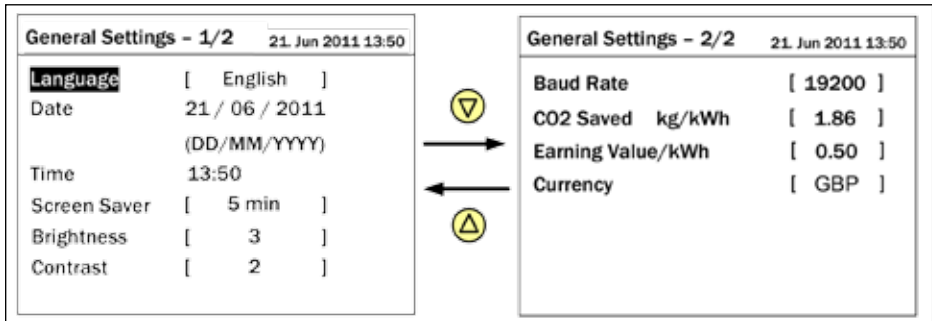 General Settings – 1/2 21. Jun 2011 13:50
Language [ English ]
Date 21 / 06 / 2011
(DD/MM/YYYY)
Time 13:50
Screen Saver [ 5 min ]
Brightness [ 3 ]
Contrast [ 2 ]
General Settings – 2/2 21. Jun 2011 13:50
Baud Rate [ 19200 ]
CO2 Saved kg/kWh [ 1.86 ]
Earning Value/kWh [ 0.50 ]
Currency [ GBP ]